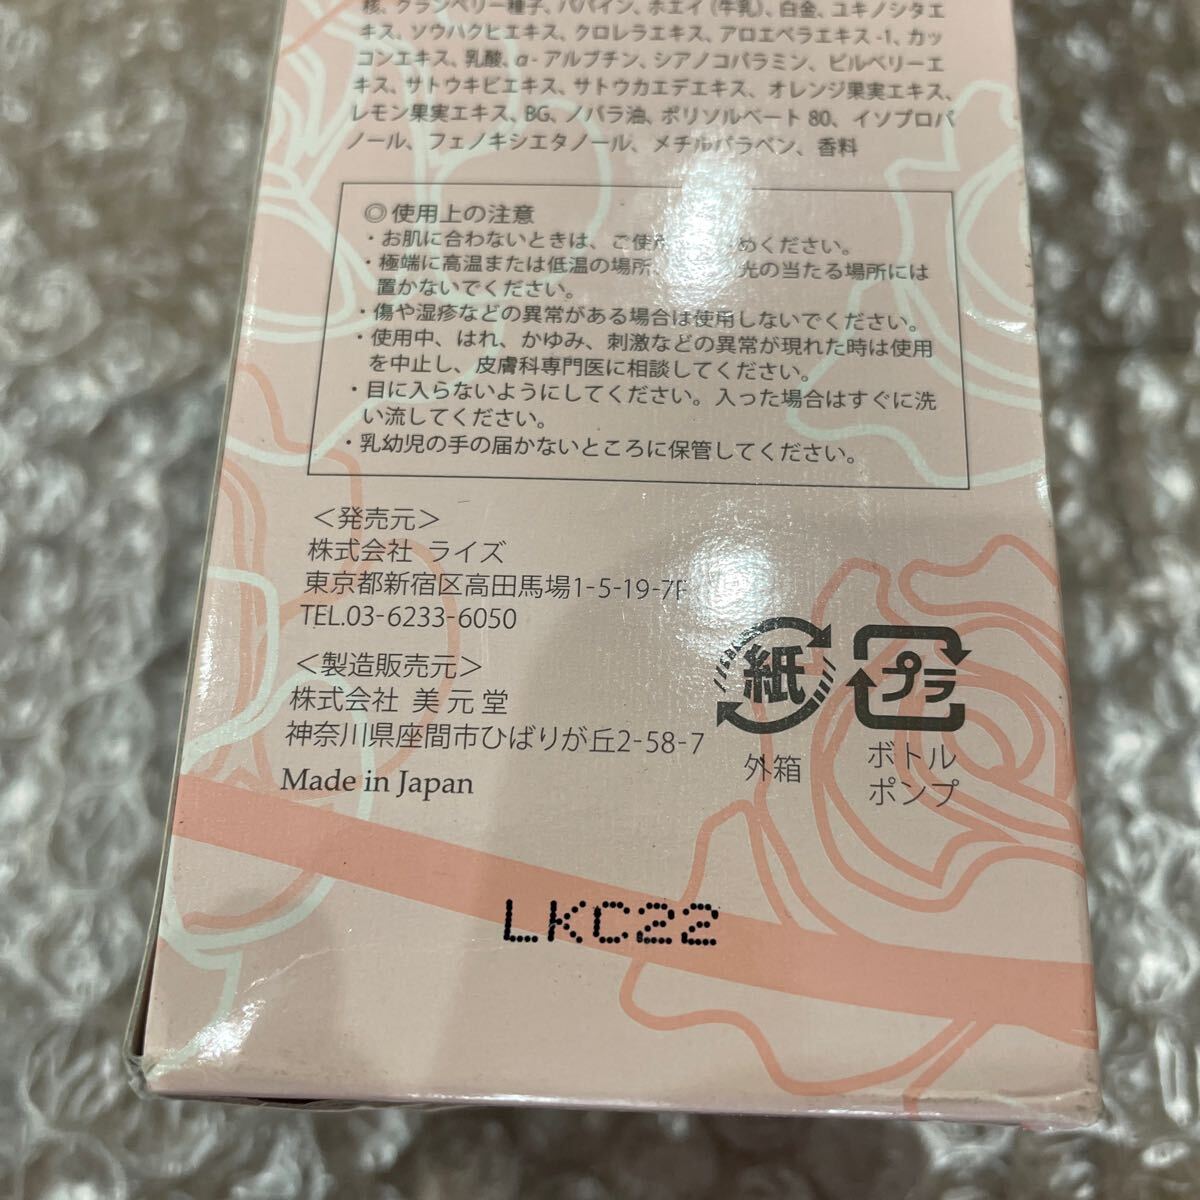 核、クランベリー種子、パパイン、ホエイ(牛乳)、白金、ユキノシタエ
キス、ソウハクヒエキス、クロレラエキス、アロエベラエキス-1、カッ
コンエキス、乳酸、α-アルブチン、シアノコバラミン、ビルベリーエ
キス、サトウキビエキス、サトウカエデエキス、オレンジ果実エキス、
レモン果実エキス、BG、ノバラ油、ポリソルベート80、イソプロパ
ノール、フェノキシエタノール、メチルパラベン、香料
◎使用上の注意
・お肌に合わないときは、ご使用 めください。
・極端に高温または低温の場所 光の当たる場所には
置かないでください。
・傷や湿疹などの異常がある場合は使用しないでください。
・使用中、はれ、かゆみ、刺激などの異常が現れた時は使用
を中止し、皮膚科専門医に相談してください。
・目に入らないようにしてください。入った場合はすぐに洗
い流してください。
・乳幼児の手の届かないところに保管してください。
＜発売元＞
株式会社 ライズ
東京都新宿区高田馬場1-5-19-7F
TEL.03-6233-6050
＜製造販売元＞
株式会社 美元堂
神奈川県座間市ひばりが丘2-58-7
Made in Japan
紙
外箱
プラ
ボトル
ポンプ
LKC22